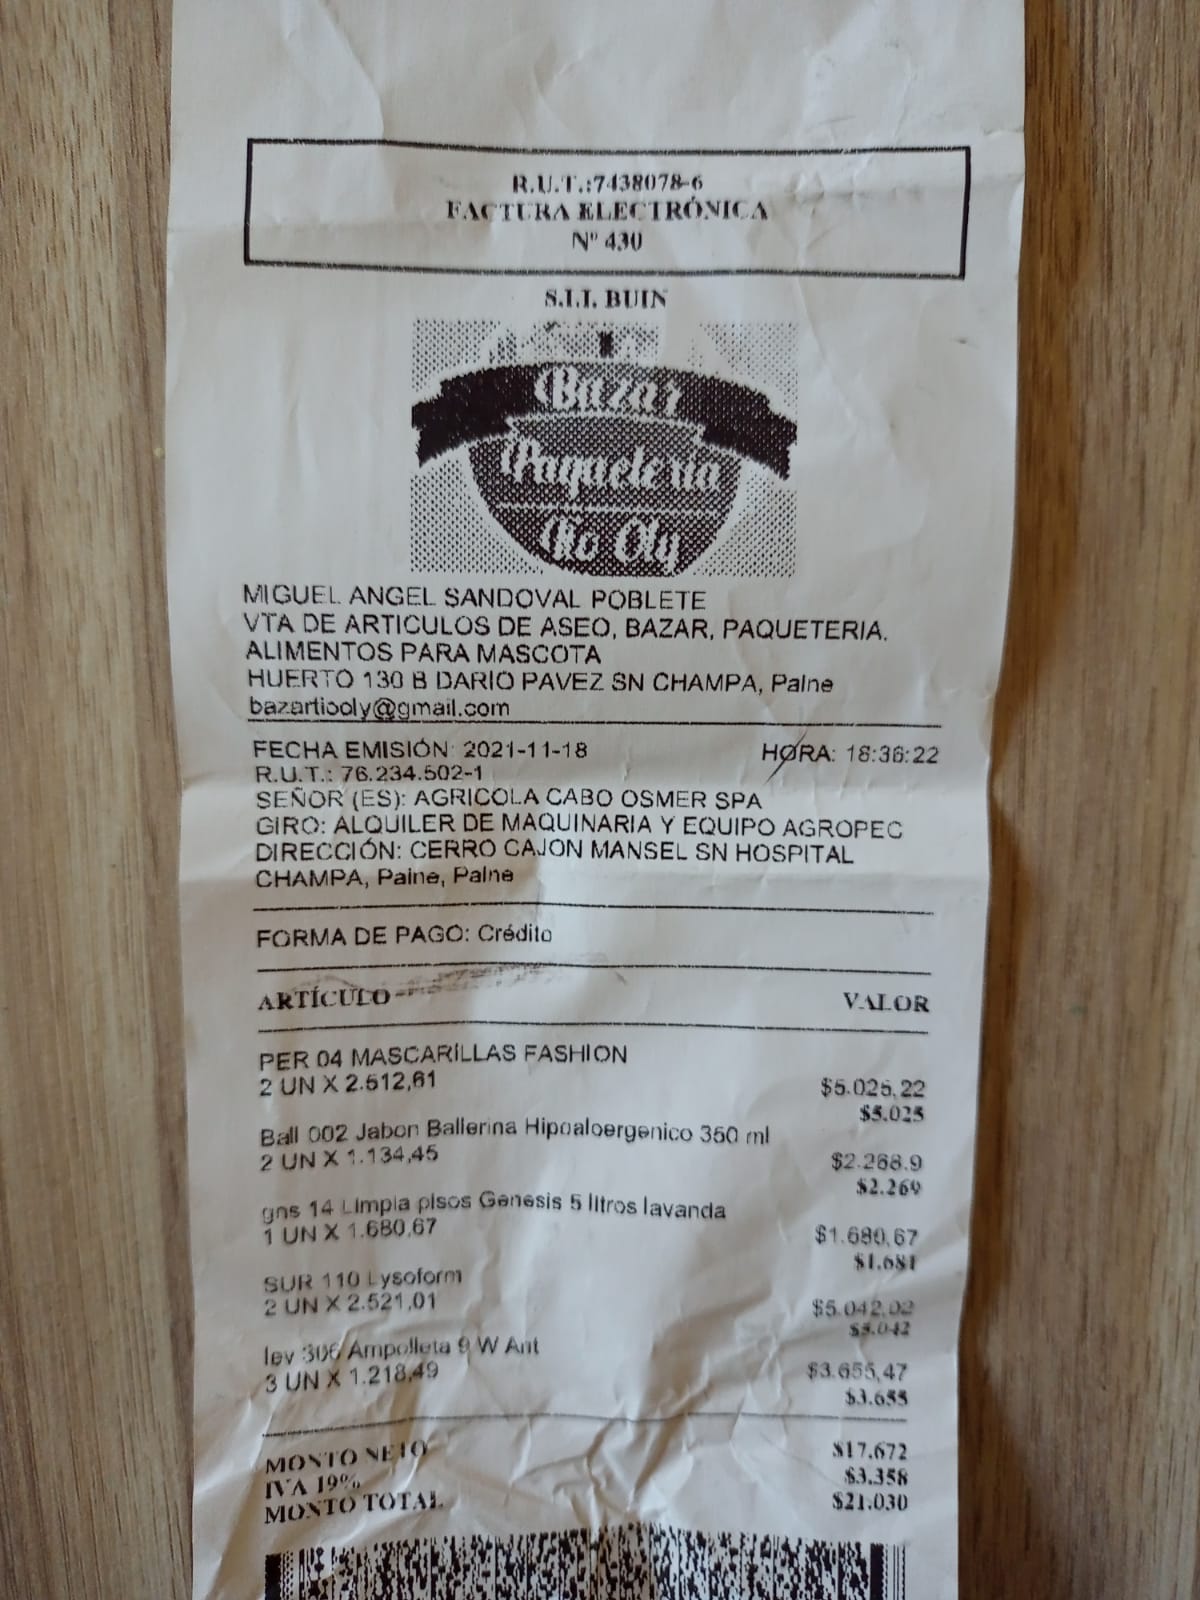 R.U.T.:7438078-6
FACTURA ELECTRÓNICA
Nº 430
S.I.I. BUIN
Bazar
Paqueteria
Oly
MIGUEL ANGEL SANDOVAL POBLETE
VTA DE ARTICULOS DE ASEO, BAZAR, PAQUETERIA.
ALIMENTOS PARA MASCOTA
HUERTO 130 B DARIO PAVEZ SN CHAMPA, Paine
bazartiooly@gmail.com
FECHA EMISIÓN: 2021-11-18 HORA: 18:36:22
R.U.T.: 76.234.502-1
SEÑOR (ES): AGRICOLA CABO OSMER SPA
GIRO: ALQUILER DE MAQUINARIA Y EQUIPO AGROPEC
DIRECCIÓN: CERRO CAJON MANSEL SN HOSPITAL
CHAMPA, Paine, Paine
FORMA DE PAGO: Crédito
ARTÍCULO VALOR
PER 04 MASCARILLAS FASHION
2 UN X 2.512,61 $5.025,22
$5.025
Ball 002 Jabon Ballerina Hipoaloergenico 350 ml
2 UN X 1.134,45 $2.268.9
$2.269
gns 14 Limpia pisos Genesis 5 litros lavanda
1 UN X 1.680,67 $1.680,67
$1.681
SUR 110 Lysoform
2 UN X 2.521,01 $5.042,02
$5.042
lev 306 Ampolleta 9 W Ant
3 UN X 1.218,49 $3.655,47
$3.655
MONTO NETO $17.672
IVA 19% $3.358
MONTO TOTAL $21.030